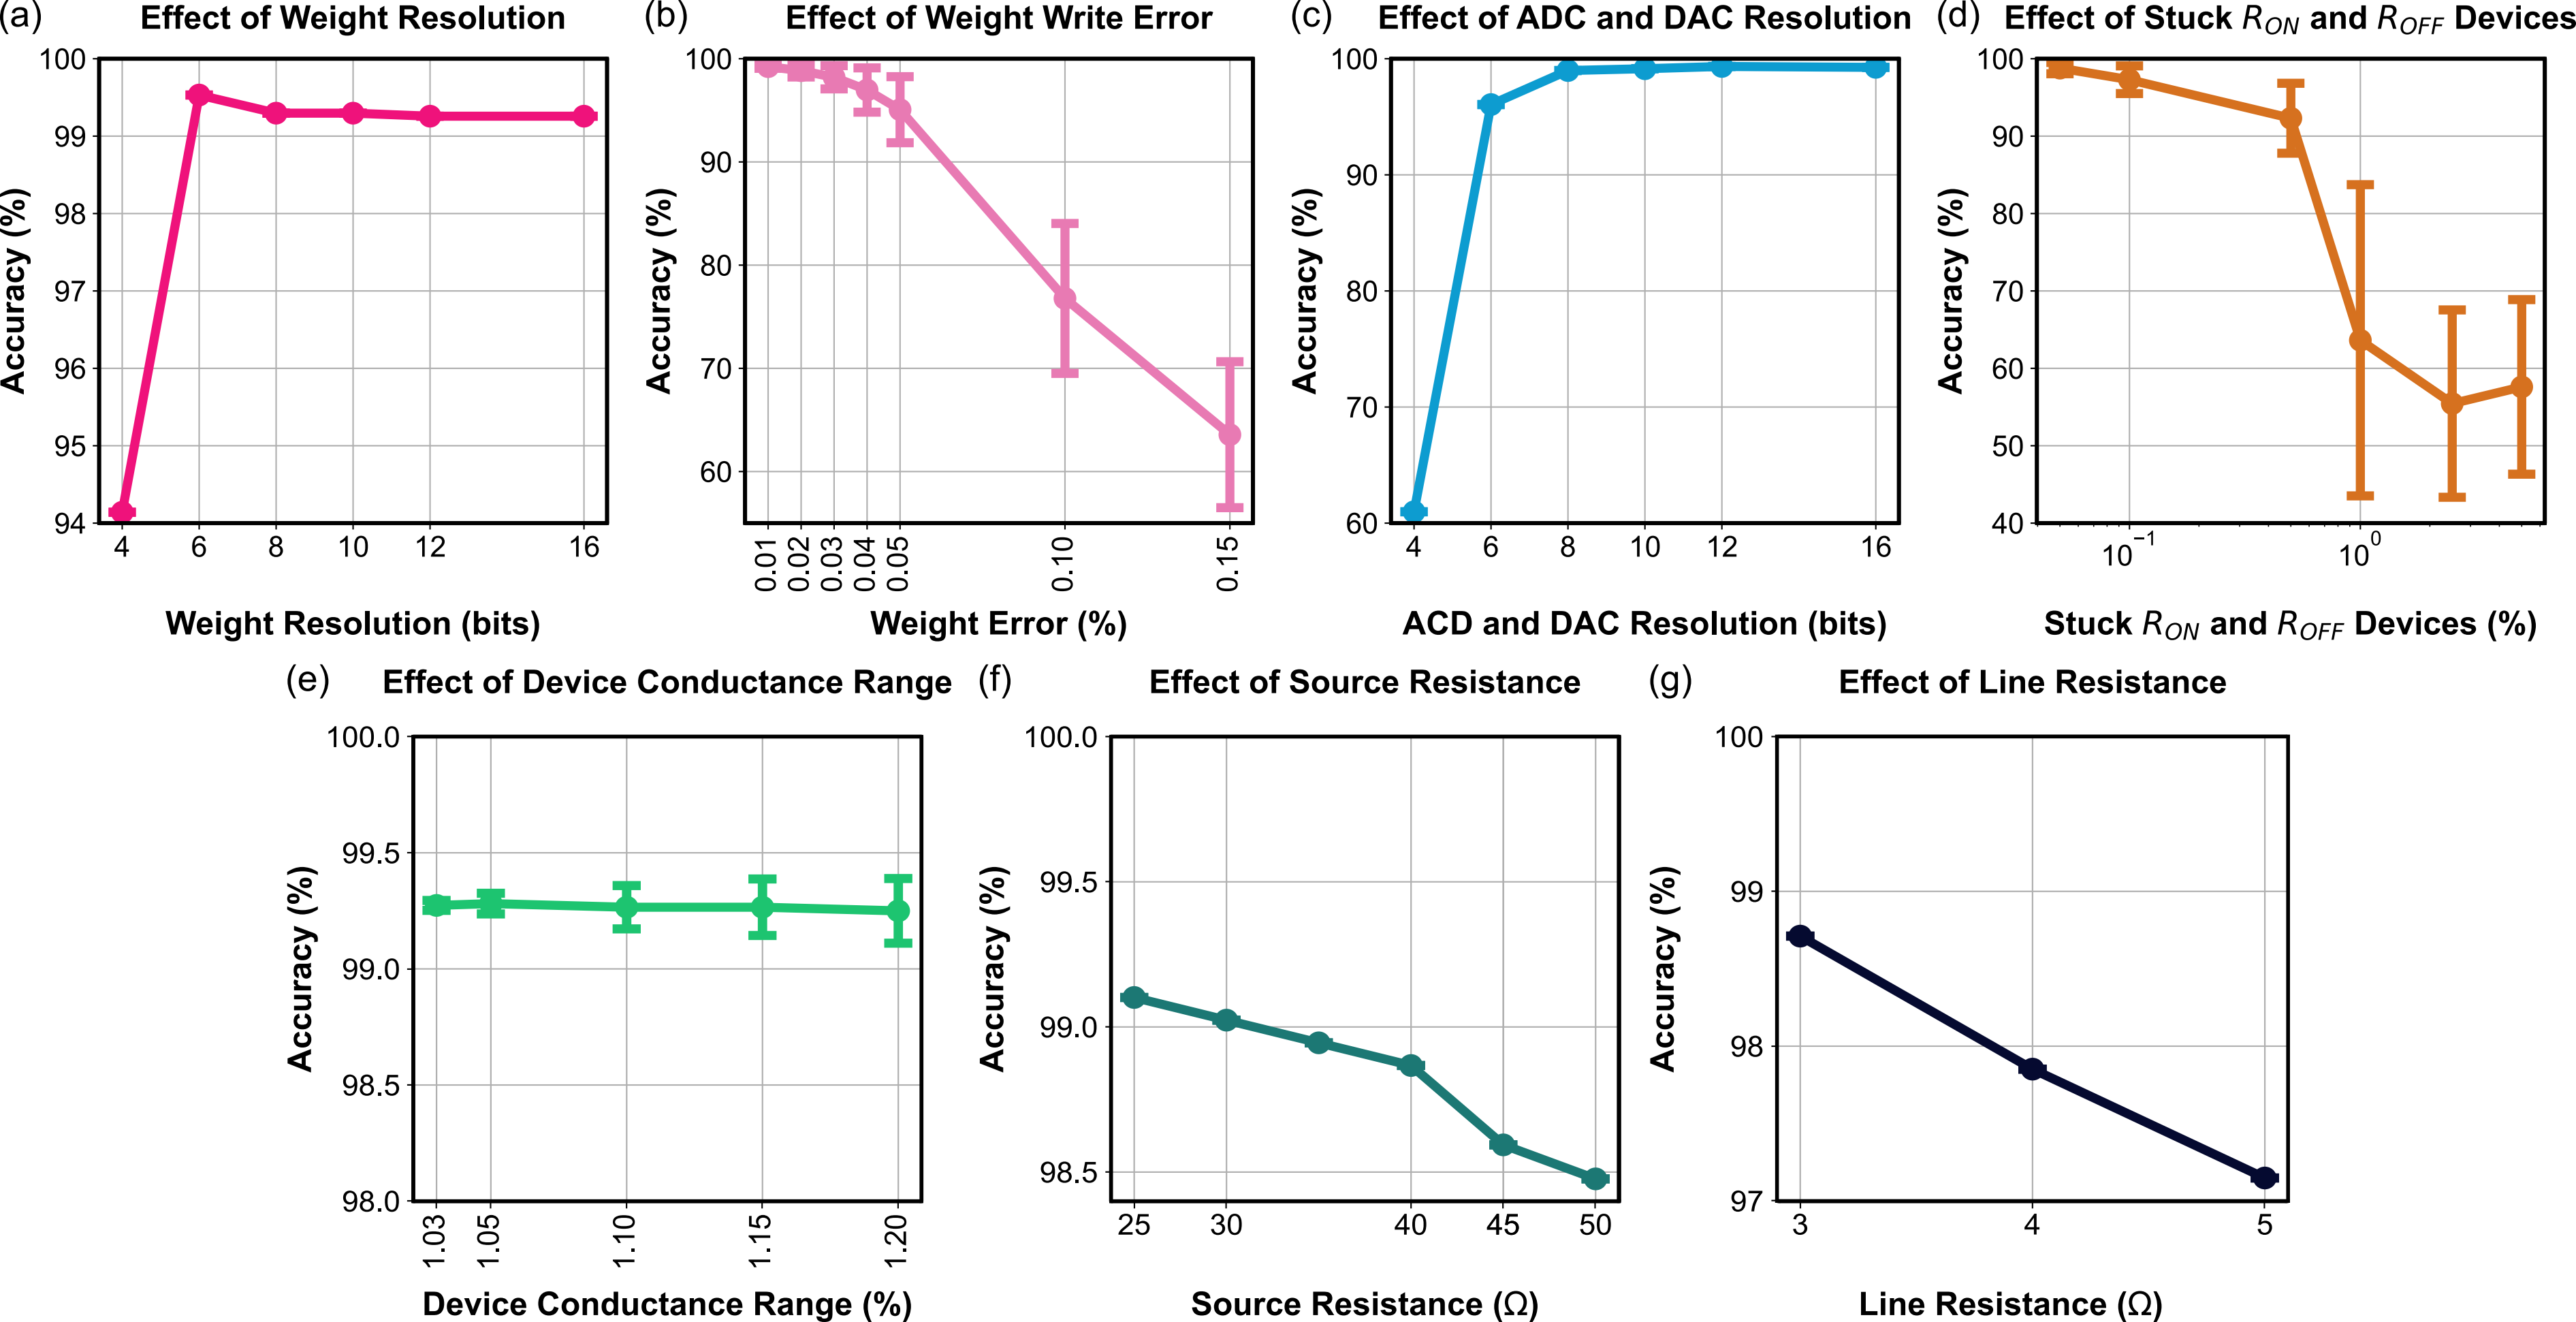 (a) Effect of Weight Resolution
100
99
98
97
96
95
94
Accuracy (%)
4 6 8 10 12 16
Weight Resolution (bits)
(b) Effect of Weight Write Error
100
90
80
70
60
Accuracy (%)
0.01 0.02 0.03 0.04 0.05 0.10 0.15
Weight Error (%)
(c) Effect of ADC and DAC Resolution
100
90
80
70
60
Accuracy (%)
4 6 8 10 12 16
ACD and DAC Resolution (bits)
(d) Effect of Stuck R_ON and R_OFF Devices
100
90
80
70
60
50
40
Accuracy (%)
10⁻¹ 10⁰
Stuck R_ON and R_OFF Devices (%)
(e) Effect of Device Conductance Range
100.0
99.5
99.0
98.5
98.0
Accuracy (%)
1.03 1.05 1.10 1.15 1.20
Device Conductance Range (%)
(f) Effect of Source Resistance
100.0
99.5
99.0
98.5
Accuracy (%)
25 30 40 45 50
Source Resistance (Ω)
(g) Effect of Line Resistance
100
99
98
97
Accuracy (%)
3 4 5
Line Resistance (Ω)